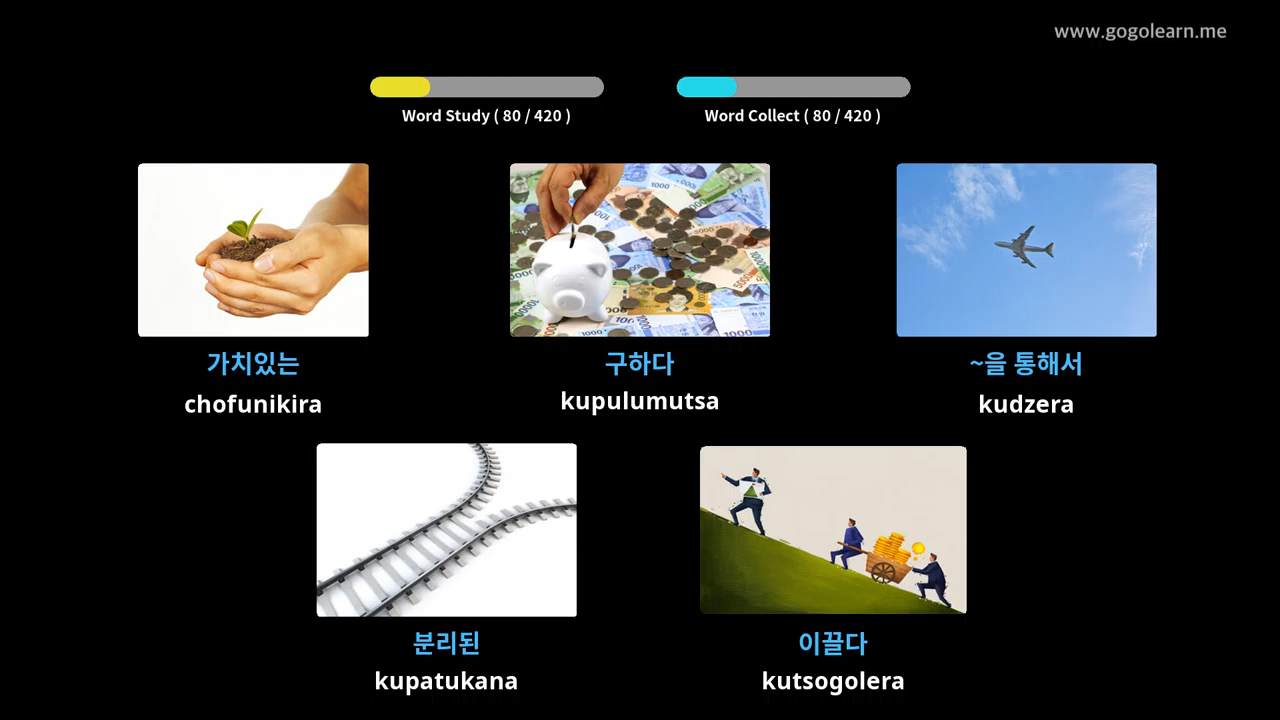 www.gogolearn.me
Word Study ( 80 / 420 )
Word Collect ( 80 / 420 )
가치있는
chofunikira
구하다
kupulumutsa
~을 통해서
kudzera
분리된
kupatukana
이끌다
kutsogolera